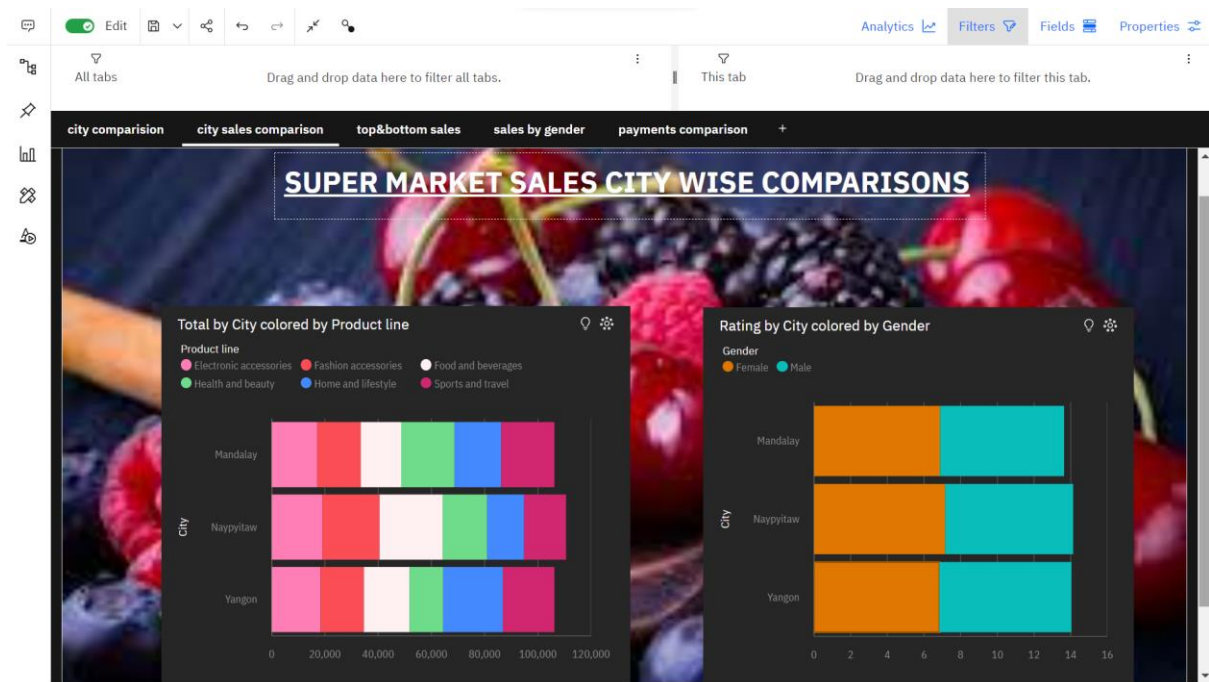 Edit
Analytics
Filters
Fields
Properties
All tabs
Drag and drop data here to filter all tabs.
This tab
Drag and drop data here to filter this tab.
city comparision
city sales comparison
top&bottom sales
sales by gender
payments comparison
+
SUPER MARKET SALES CITY WISE COMPARISONS
Total by City colored by Product line
Product line
Electronic accessories
Fashion accessories
Food and beverages
Health and beauty
Home and lifestyle
Sports and travel
City
Mandalay
Naypyitaw
Yangon
0
20,000
40,000
60,000
80,000
100,000
120,000
Rating by City colored by Gender
Gender
Female
Male
City
Mandalay
Naypyitaw
Yangon
0
2
4
6
8
10
12
14
16